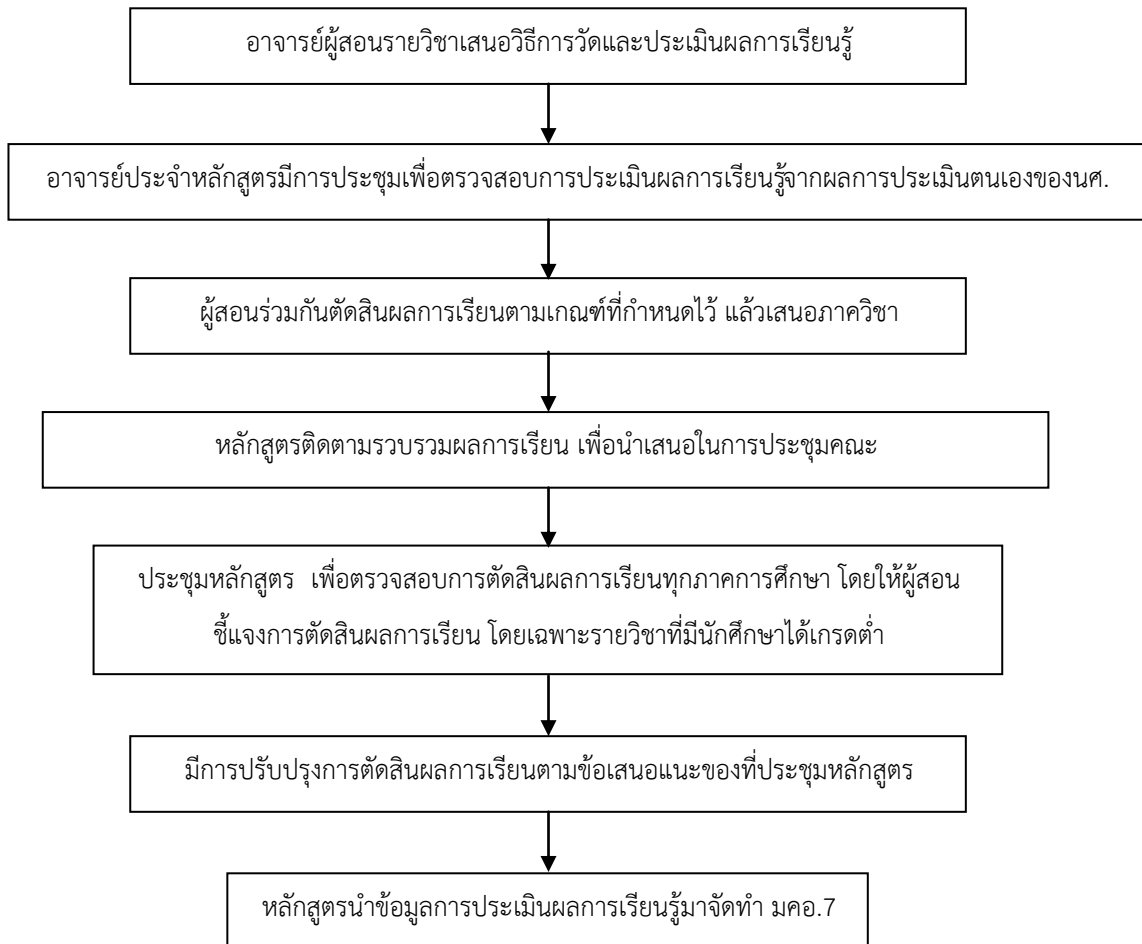 อาจารย์ผู้สอนรายวิชาเสนอวิธีการวัดและประเมินผลการเรียนรู้
อาจารย์ประจำหลักสูตรมีการประชุมเพื่อตรวจสอบการประเมินผลการเรียนรู้จากผลการประเมินตนเองของนศ.
ผู้สอนร่วมกันตัดสินผลการเรียนตามเกณฑ์ที่กำหนดไว้ แล้วเสนอภาควิชา
หลักสูตรติดตามรวบรวมผลการเรียน เพื่อนำเสนอในการประชุมคณะ
ประชุมหลักสูตร เพื่อตรวจสอบการตัดสินผลการเรียนทุกภาคการศึกษา โดยให้ผู้สอน
ชี้แจงการตัดสินผลการเรียน โดยเฉพาะรายวิชาที่มีนักศึกษาได้เกรดต่ำ
มีการปรับปรุงการตัดสินผลการเรียนตามข้อเสนอแนะของที่ประชุมหลักสูตร
หลักสูตรนำข้อมูลการประเมินผลการเรียนรู้มาจัดทำ มคอ.7